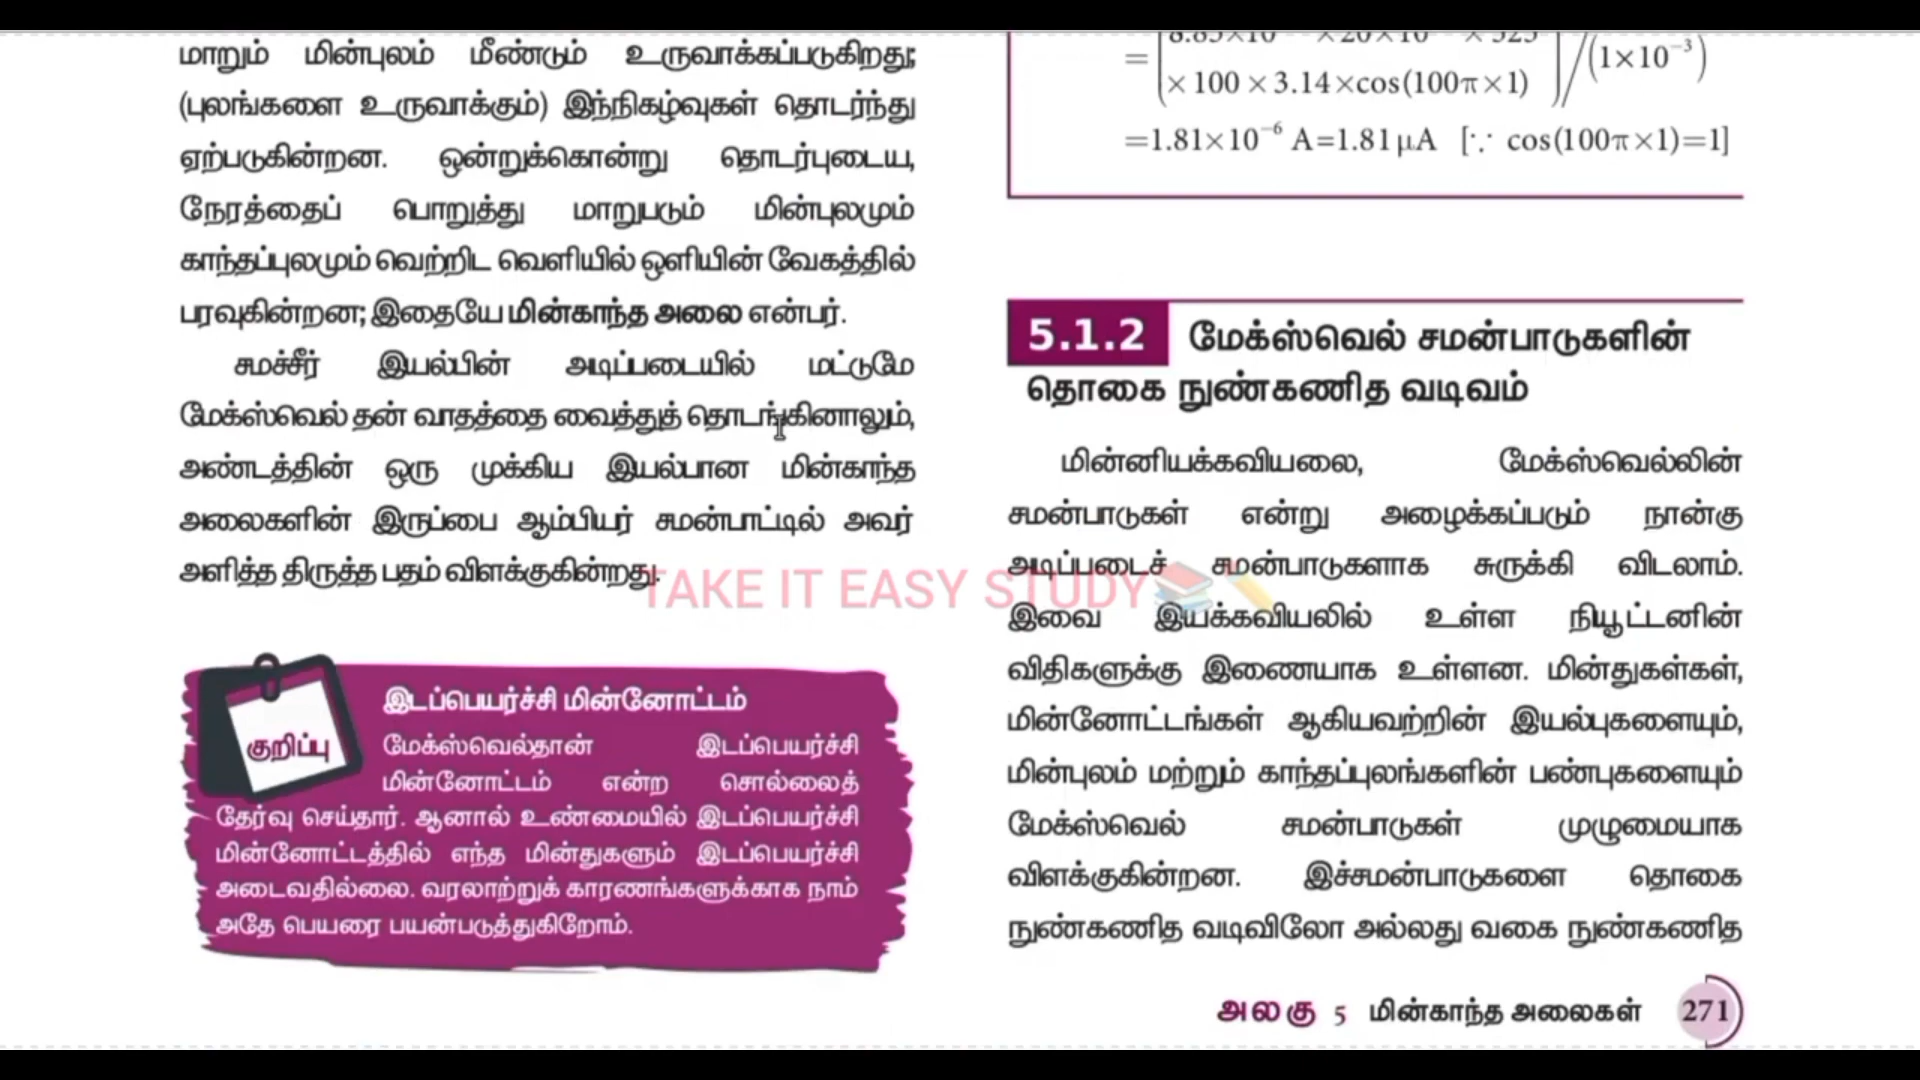 மாறும் மின்புலம் மீண்டும் உருவாக்கப்படுகிறது;
(புலங்களை உருவாக்கும்) இந்நிகழ்வுகள் தொடர்ந்து
ஏற்படுகின்றன. ஒன்றுக்கொன்று தொடர்புடைய,
நேரத்தைப் பொறுத்து மாறுபடும் மின்புலமும்
காந்தப்புலமும் வெற்றிட வெளியில் ஒளியின் வேகத்தில்
பரவுகின்றன; இதையே மின்காந்த அலை என்பர்.
சமச்சீர் இயல்பின் அடிப்படையில் மட்டுமே
மேக்ஸ்வெல் தன் வாதத்தை வைத்துத் தொடங்கினாலும்,
அண்டத்தின் ஒரு முக்கிய இயல்பான மின்காந்த
அலைகளின் இருப்பை ஆம்பியர் சமன்பாட்டில் அவர்
அளித்த திருத்த பதம் விளக்குகின்றது.
குறிப்பு
இடப்பெயர்ச்சி மின்னோட்டம்
மேக்ஸ்வெல்தான் இடப்பெயர்ச்சி
மின்னோட்டம் என்ற சொல்லைத்
தேர்வு செய்தார். ஆனால் உண்மையில் இடப்பெயர்ச்சி
மின்னோட்டத்தில் எந்த மின்துகளும் இடப்பெயர்ச்சி
அடைவதில்லை. வரலாற்றுக் காரணங்களுக்காக நாம்
அதே பெயரை பயன்படுத்துகிறோம்.
= /(1×10⁻³)
×100×3.14×cos(100π×1)
=1.81×10⁻⁶ A=1.81μA [∵ cos(100π×1)=1]
5.1.2 மேக்ஸ்வெல் சமன்பாடுகளின்
தொகை நுண்கணித வடிவம்
மின்னியக்கவியலை, மேக்ஸ்வெல்லின்
சமன்பாடுகள் என்று அழைக்கப்படும் நான்கு
அடிப்படைச் சமன்பாடுகளாக சுருக்கி விடலாம்.
இவை இயக்கவியலில் உள்ள நியூட்டனின்
விதிகளுக்கு இணையாக உள்ளன. மின்துகள்கள்,
மின்னோட்டங்கள் ஆகியவற்றின் இயல்புகளையும்,
மின்புலம் மற்றும் காந்தப்புலங்களின் பண்புகளையும்
மேக்ஸ்வெல் சமன்பாடுகள் முழுமையாக
விளக்குகின்றன. இச்சமன்பாடுகளை தொகை
நுண்கணித வடிவிலோ அல்லது வகை நுண்கணித
TAKE IT EASY STUDY
அலகு 5 மின்காந்த அலைகள் 271